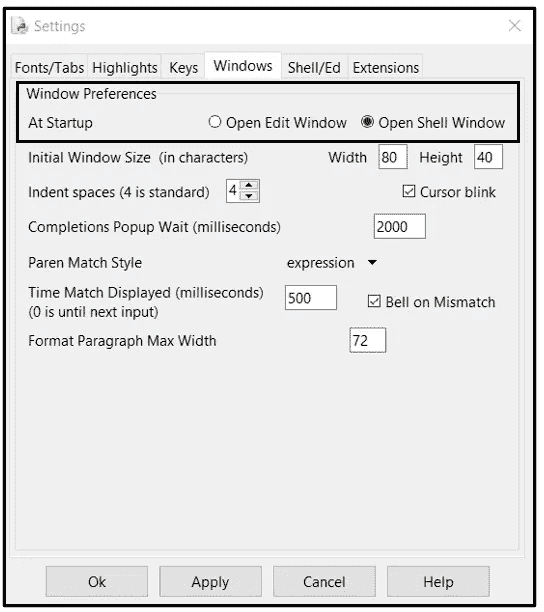 Settings
Fonts/Tabs Highlights Keys Windows Shell/Ed Extensions
Window Preferences
At Startup Open Edit Window Open Shell Window
Initial Window Size (in characters) Width 80 Height 40
Indent spaces (4 is standard) 4 Cursor blink
Completions Popup Wait (milliseconds) 2000
Paren Match Style expression
Time Match Displayed (milliseconds)
(0 is until next input) 500 Bell on Mismatch
Format Paragraph Max Width 72
Ok Apply Cancel Help